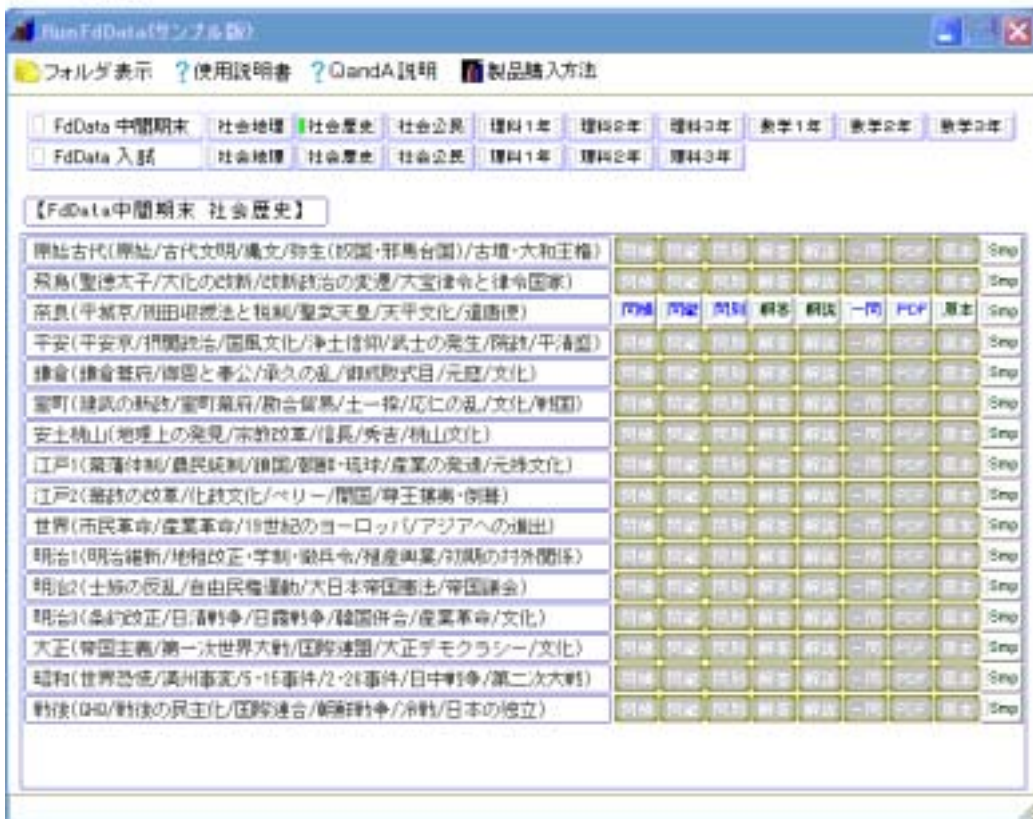 RunFdData(サンプル版)
フォルダ表示 ?使用説明書 ?QandA説明 製品購入方法
FdData 中間期末 社会地理 社会歴史 社会公民 理科1年 理科2年 理科3年 数学1年 数学2年 数学3年
FdData 入試 社会地理 社会歴史 社会公民 理科1年 理科2年 理科3年
【FdData中間期末 社会歴史】
原始古代(原始/古代文明/縄文/弥生(奴国・邪馬台国)/古墳・大和王権) Smp
飛鳥(聖徳太子/大化の改新/改新政治の変遷/大宝律令と律令国家) Smp
奈良(平城京/班田収授法と税制/聖武天皇/天平文化/遣唐使) 問横 問縦 問別 解答 解説 一問 PDF 原本 Smp
平安(平安京/摂関政治/国風文化/浄土信仰/武士の発生/院政/平清盛) Smp
鎌倉(鎌倉幕府/御恩と奉公/承久の乱/御成敗式目/元寇/文化) Smp
室町(建武の新政/室町幕府/勘合貿易/土一揆/応仁の乱/文化/戦国) Smp
安土桃山(地理上の発見/宗教改革/信長/秀吉/桃山文化) Smp
江戸1(幕藩体制/農民統制/鎖国/朝鮮・琉球/産業の発達/元禄文化) Smp
江戸2(幕政の改革/化政文化/ペリー/開国/尊王攘夷・倒幕) Smp
世界(市民革命/産業革命/19世紀のヨーロッパ/アジアへの進出) Smp
明治1(明治維新/地租改正・学制・徴兵令/殖産興業/初期の対外関係) Smp
明治2(士族の反乱/自由民権運動/大日本帝国憲法/帝国議会) Smp
明治3(条約改正/日清戦争/日露戦争/韓国併合/産業革命/文化) Smp
大正(帝国主義/第一次世界大戦/国際連盟/大正デモクラシー/文化) Smp
昭和(世界恐慌/満州事変/5・15事件/2・26事件/日中戦争/第二次大戦) Smp
戦後(GHQ/戦後の民主化/国際連合/朝鮮戦争/冷戦/日本の独立) Smp